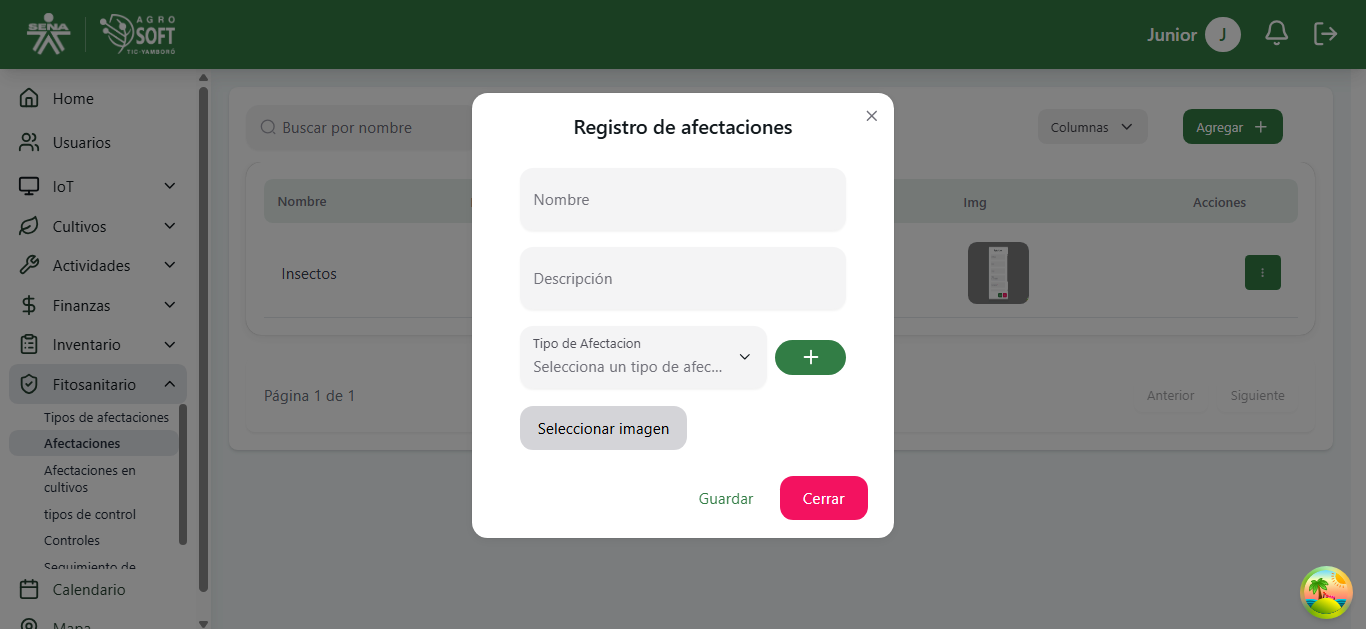 SENA
AGRO
SOFT
TIC-YAMBORÓ
Junior
J
Home
Usuarios
IoT
Cultivos
Actividades
Finanzas
Inventario
Fitosanitario
Tipos de afectaciones
Afectaciones
Afectaciones en
cultivos
tipos de control
Controles
Seguimiento de
Calendario
Mapa
Buscar por nombre
Columnas
Agregar
Nombre
Img
Acciones
Insectos
Página 1 de 1
Anterior
Siguiente
Registro de afectaciones
Nombre
Descripción
Tipo de Afectacion
Selecciona un tipo de afec...
Seleccionar imagen
Guardar
Cerrar